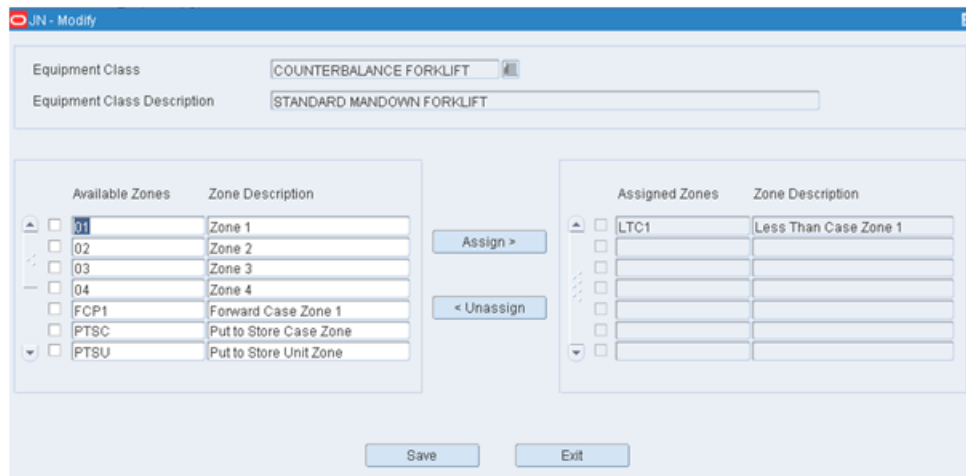 JN - Modify
Equipment Class COUNTERBALANCE FORKLIFT
Equipment Class Description STANDARD MANDOWN FORKLIFT
Available Zones Zone Description
01 Zone 1
02 Zone 2
03 Zone 3
04 Zone 4
FCP1 Forward Case Zone 1
PTSC Put to Store Case Zone
PTSU Put to Store Unit Zone
Assign >
< Unassign
Assigned Zones Zone Description
LTC1 Less Than Case Zone 1
Save Exit